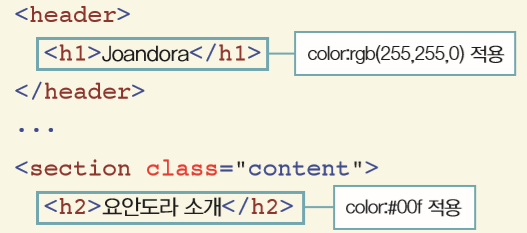 <header>
<h1>Joandora</h1>
color:rgb(255,255,0) 적용
</header>
...
<section class="content">
<h2>요안도라 소개</h2>
color:#00f 적용